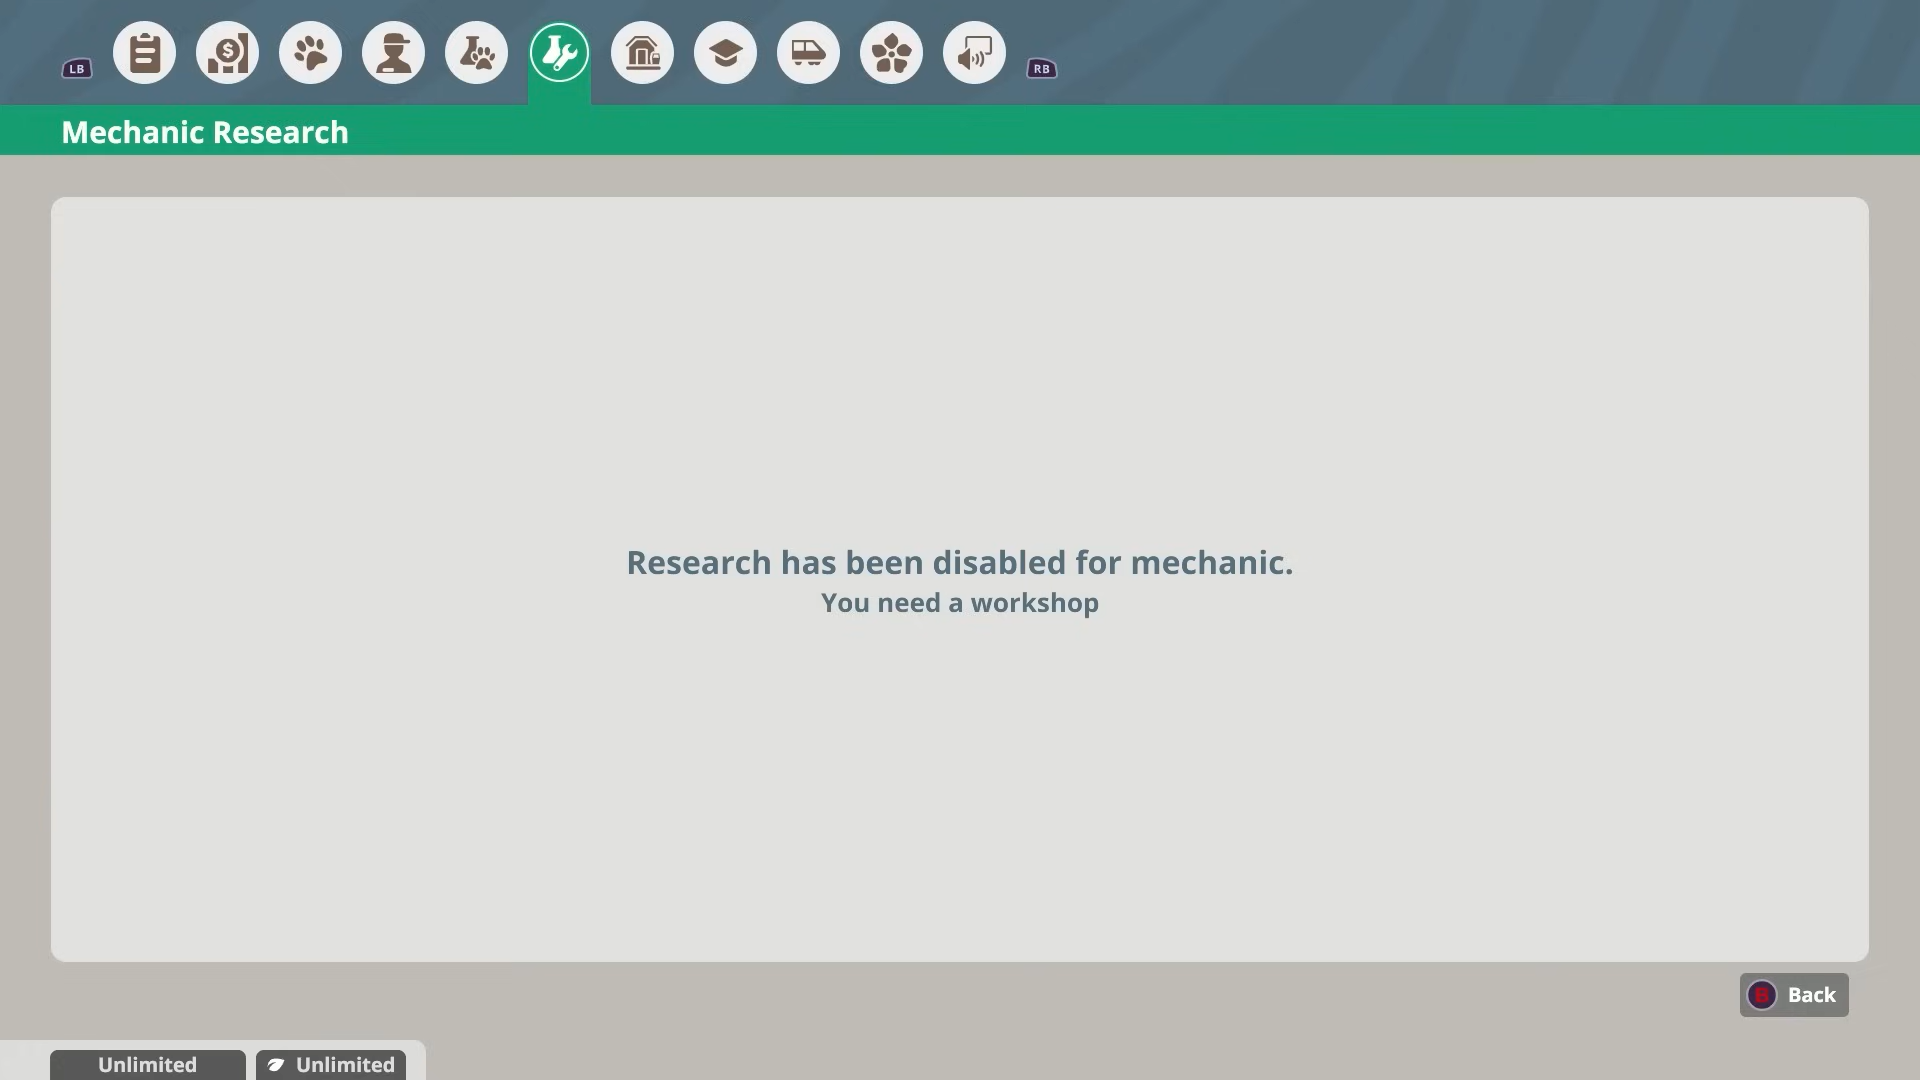 LB
$
RB
Mechanic Research
Research has been disabled for mechanic.
You need a workshop
B Back
Unlimited
Unlimited